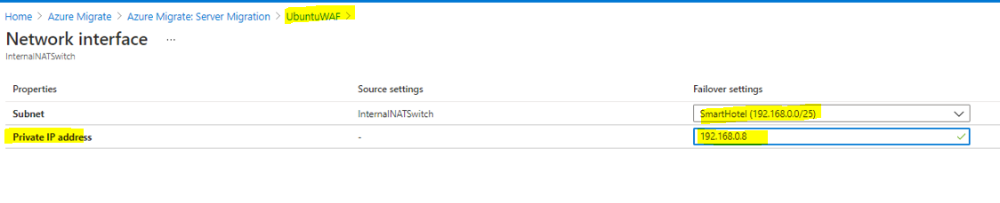 Home > Azure Migrate > Azure Migrate: Server Migration > UbuntuWAF >
Network interface ...
InternalNATSwitch
Properties Source settings Failover settings
Subnet InternalNATSwitch SmartHotel (192.168.0.0/25)
Private IP address - 192.168.0.8